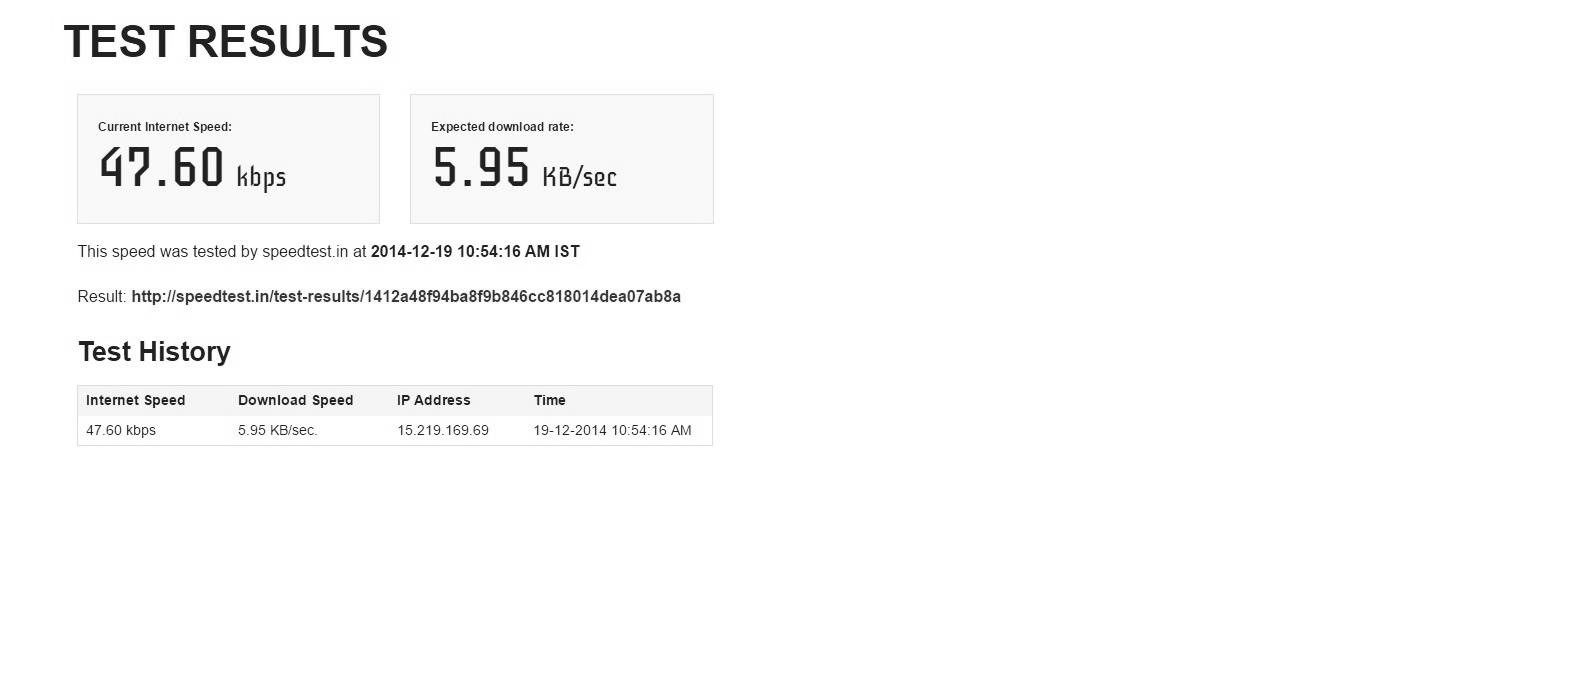 TEST RESULTS
Current Internet Speed:
47.60 kbps
Expected download rate:
5.95 KB/sec
This speed was tested by speedtest.in at 2014-12-19 10:54:16 AM IST
Result: http://speedtest.in/test-results/1412a48f94ba8f9b846cc818014dea07ab8a
Test History
Internet Speed Download Speed IP Address Time
47.60 kbps 5.95 KB/sec. 15.219.169.69 19-12-2014 10:54:16 AM